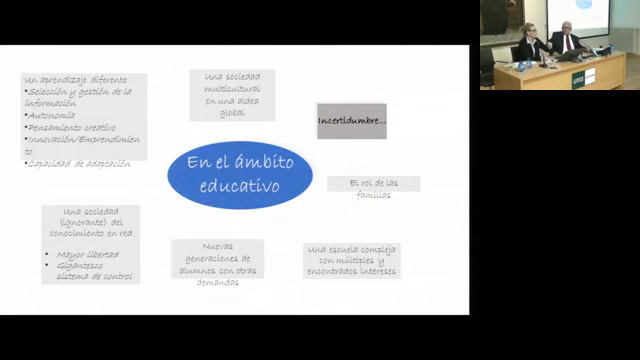 Un aprendizaje diferente
•Selección y gestión de la
información
•Autonomía
•Pensamiento creativo
•Innovación/Emprendimien
to
•Capacidad de adaptación
Una sociedad
multicultural
en una aldea
global
Incertidumbre...
En el ámbito
educativo
El rol de las
familias
Una sociedad
(ignorante) del
conocimiento en red
• Mayor libertad
• Gigantesco
sistema de control
Nuevas
generaciones de
alumnos con otras
demandas
Una escuela compleja
con múltiples y
encontrados intereses
UNED